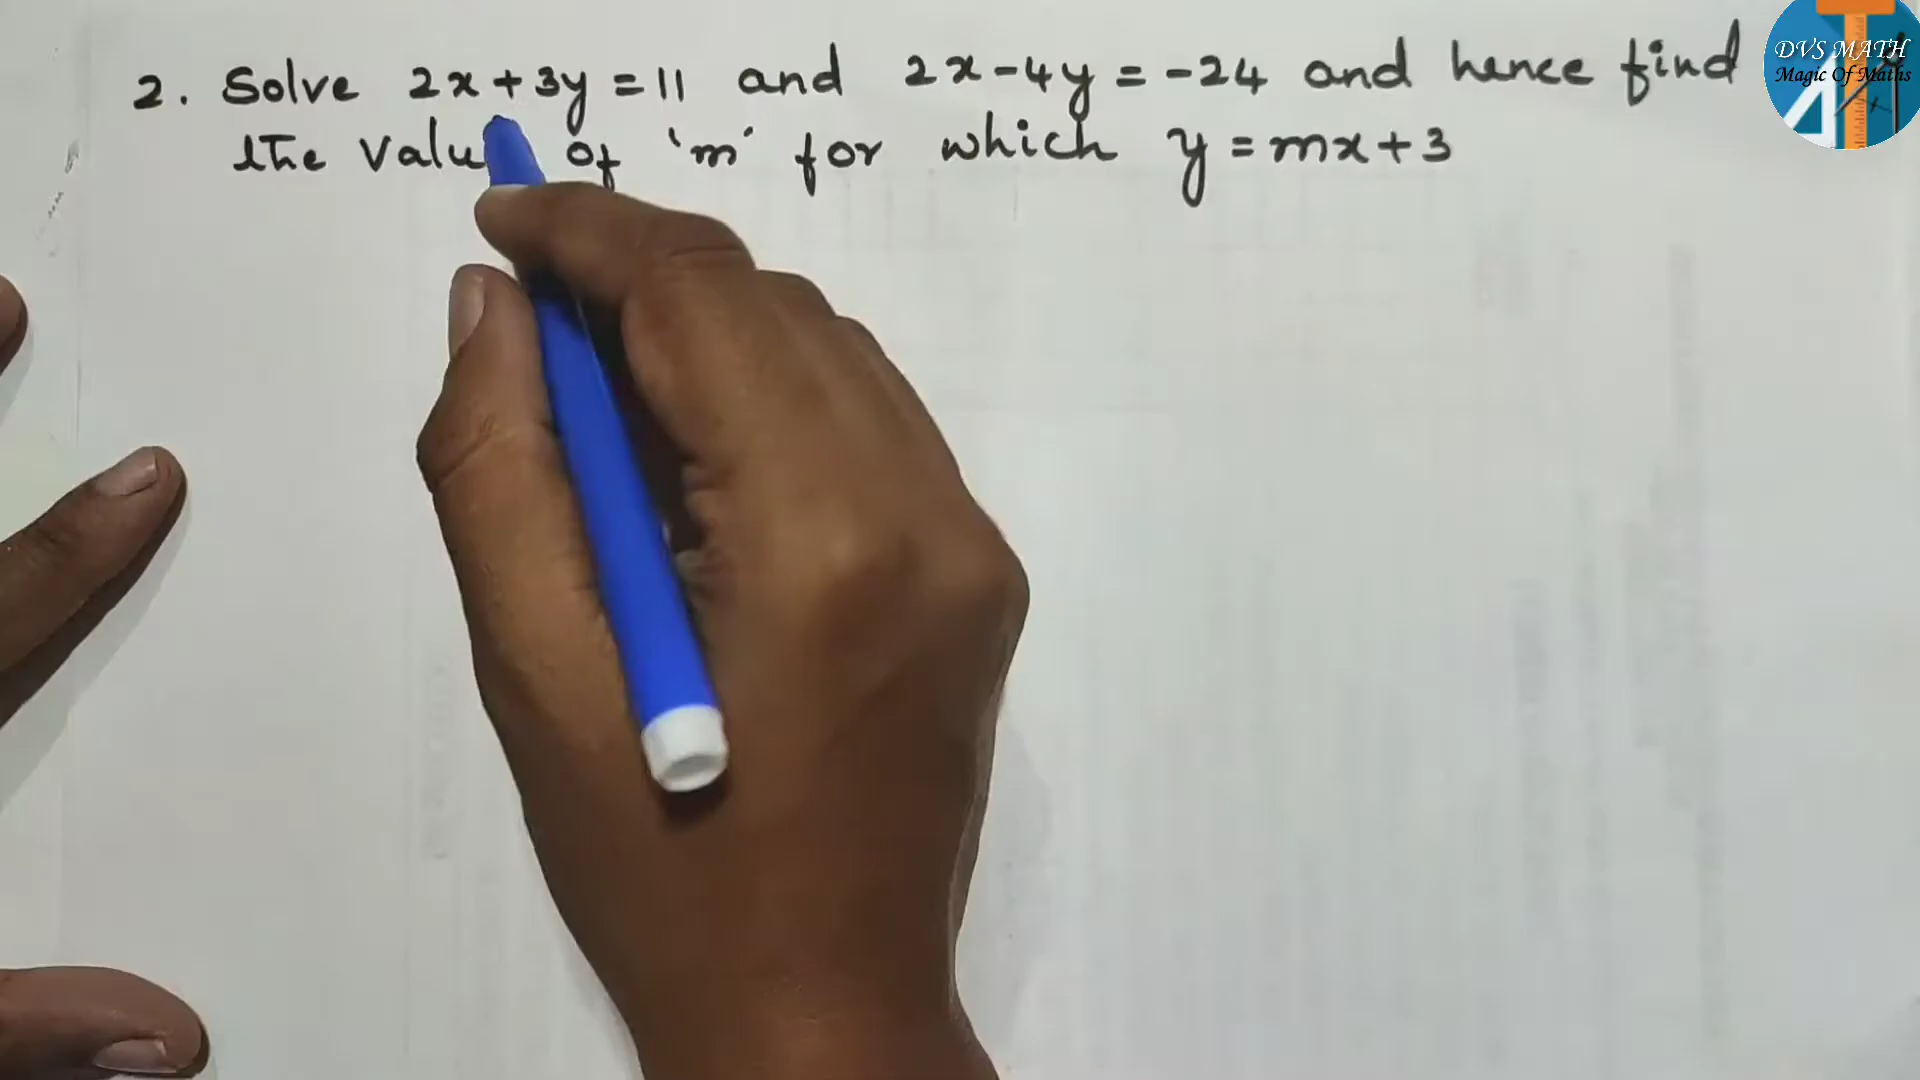 2. Solve 2x+3y=11 and 2x-4y=-24 and hence find
the Valu of 'm' for which y=mx+3
DVS MATH
Magic Of Maths